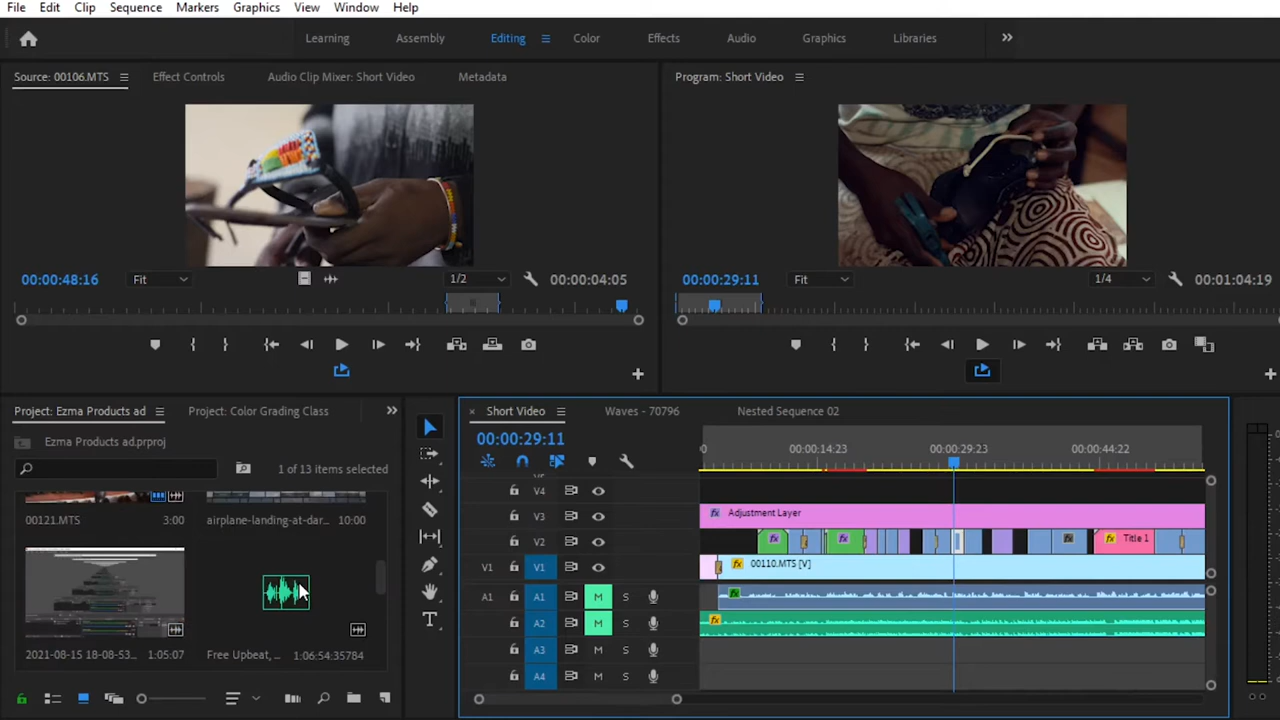 File Edit Clip Sequence Markers Graphics View Window Help
Learning Assembly Editing Color Effects Audio Graphics Libraries
Source: 00106.MTS Effect Controls Audio Clip Mixer: Short Video Metadata
Program: Short Video
00:00:48:16 Fit 1/2 00:00:04:05
00:00:29:11 Fit 1/4 00:01:04:19
Project: Ezma Products ad Project: Color Grading Class
Ezma Products ad.prproj
1 of 13 items selected
00121.MTS 3:00 airplane-landing-at-dar... 10:00
2021-08-15 18-08-53... 1:05:07 Free Upbeat, ... 1:06:54:35784
× Short Video Waves - 70796 Nested Sequence 02
00:00:29:11
00:00:14:23 00:00:29:23 00:00:44:22
V4
V3 Adjustment Layer
V2 fx fx fx fx Title 1
V1 V1 fx 00110.MTS [V]
A1 A1 M S fx
A2 M S fx
A3 M S
A4 M S